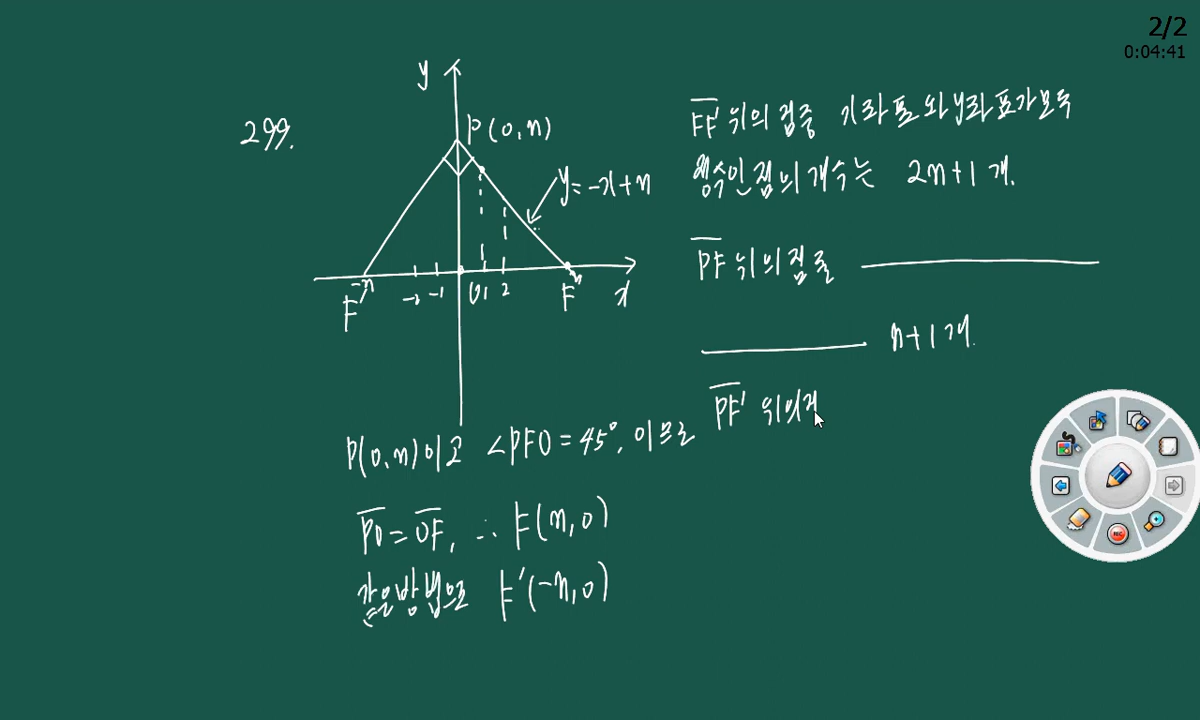 2/2
0:04:41
299.
y
P(0,n)
y=-x+n
-n
-2 -1 0 1 2
n
F'
F
x
P(0,n)이고 ∠PFO=45°, 이므로
PO=OF, ∴ F(n,0)
같은방법으로 F'(-n,0)
FF' 위의 점중 x좌표와 y좌표가 모두
정수인 점의 개수는 2n+1 개.
PF 위의 점들
n+1 개.
PF' 위의점
REC